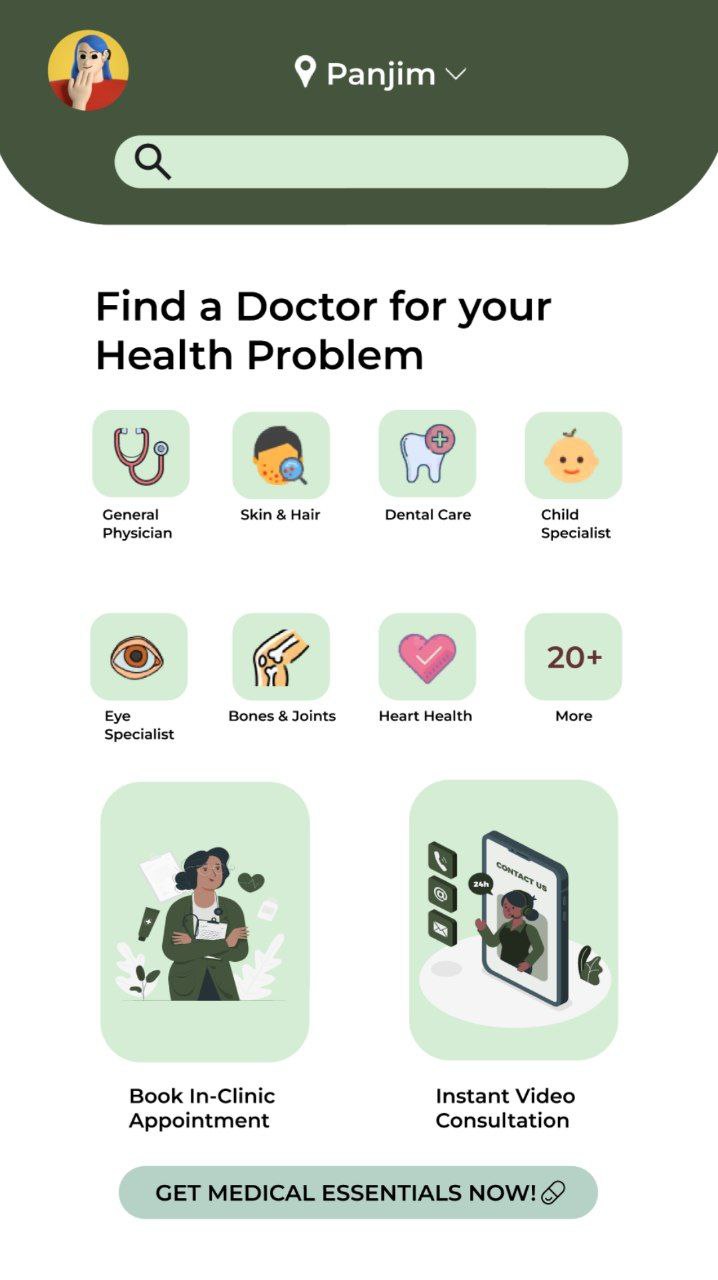 Panjim
Find a Doctor for your
Health Problem
General
Physician
Skin & Hair
Dental Care
Child
Specialist
Eye
Specialist
Bones & Joints
Heart Health
20+
More
CONTACT US
24h
@
Book In-Clinic
Appointment
Instant Video
Consultation
GET MEDICAL ESSENTIALS NOW!